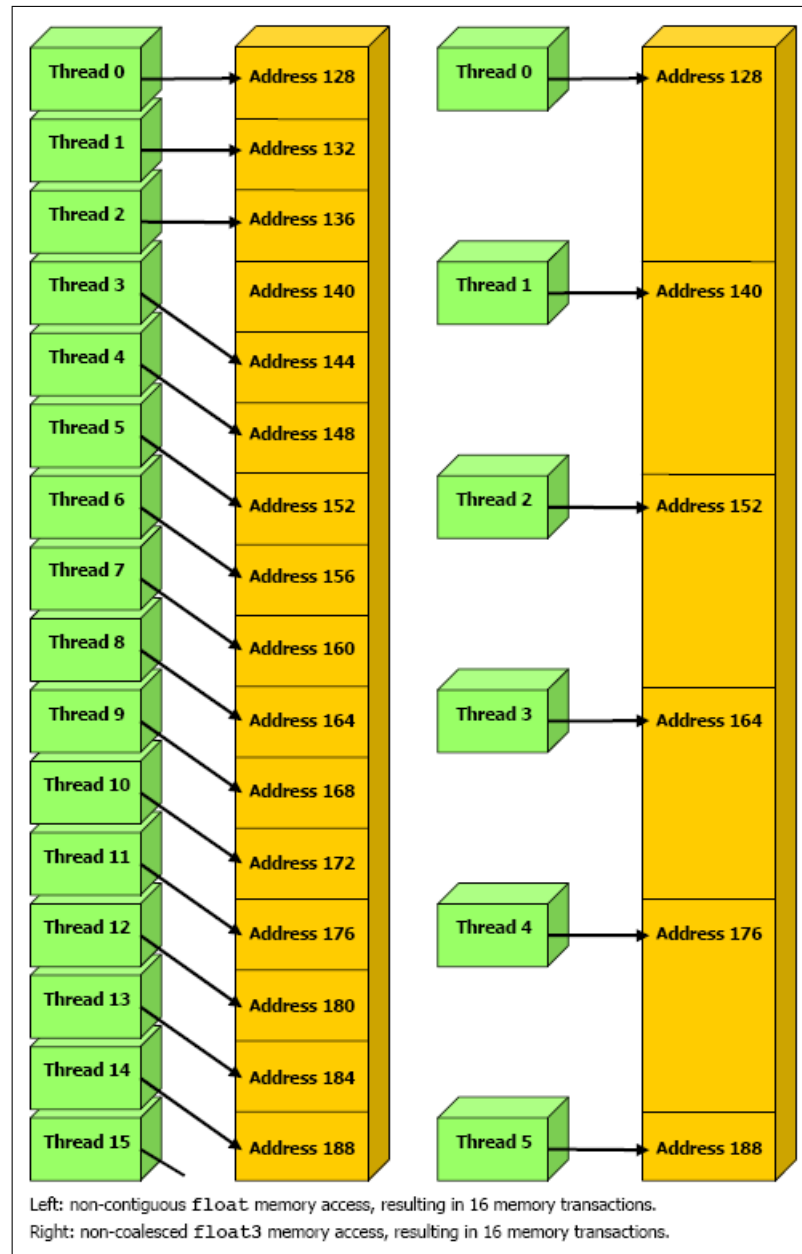 Thread 0
Address 128
Thread 1
Address 132
Thread 2
Address 136
Thread 3
Address 140
Thread 4
Address 144
Thread 5
Address 148
Thread 6
Address 152
Thread 7
Address 156
Thread 8
Address 160
Thread 9
Address 164
Thread 10
Address 168
Thread 11
Address 172
Thread 12
Address 176
Thread 13
Address 180
Thread 14
Address 184
Thread 15
Address 188
Thread 0
Address 128
Thread 1
Address 140
Thread 2
Address 152
Thread 3
Address 164
Thread 4
Address 176
Thread 5
Address 188
Left: non-contiguous float memory access, resulting in 16 memory transactions.
Right: non-coalesced float3 memory access, resulting in 16 memory transactions.